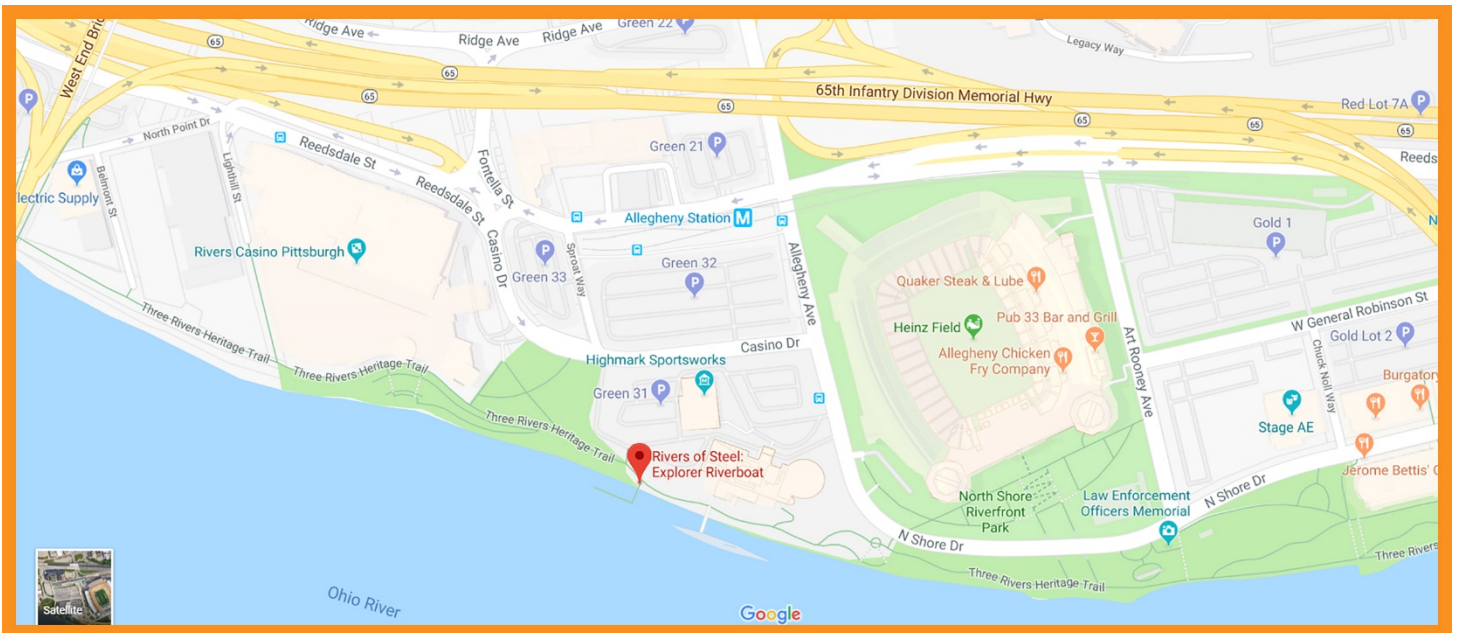 Ridge Ave
Ridge Ave
Ridge Ave
Green 22
P
Legacy Way
West End Bri
65
65
65
65
65
65
65
65th Infantry Division Memorial Hwy
Red Lot 7A
P
P
North Point Dr
Reedsdale St
Reedsdale St
Reeds
Lighthill St
Belmont St
Electric Supply
Fontella St
Green 21
P
Allegheny Station
M
Rivers Casino Pittsburgh
Casino Dr
P
Green 33
Sproat Way
Green 32
P
Allegheny Ave
Gold 1
P
N
Quaker Steak & Lube
Pub 33 Bar and Grill
Heinz Field
Allegheny Chicken
Fry Company
Art Rooney Ave
W General Robinson St
Gold Lot 2
P
Chuck Noll Way
Burgatory
Three Rivers Heritage Trail
Three Rivers Heritage Trail
Casino Dr
Highmark Sportsworks
Green 31
P
Three Rivers Heritage Trail
Stage AE
Rivers of Steel:
Explorer Riverboat
Jerome Bettis'
North Shore
Riverfront
Park
Law Enforcement
Officers Memorial
N Shore Dr
N Shore Dr
Three Rivers
Three Rivers Heritage Trail
Ohio River
Satellite
Google